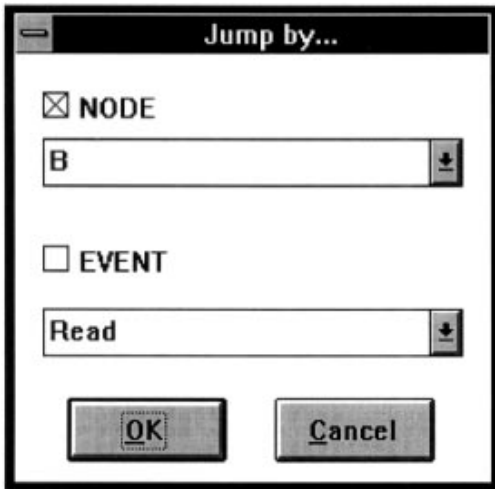 Jump by...
NODE
B
EVENT
Read
OK
Cancel